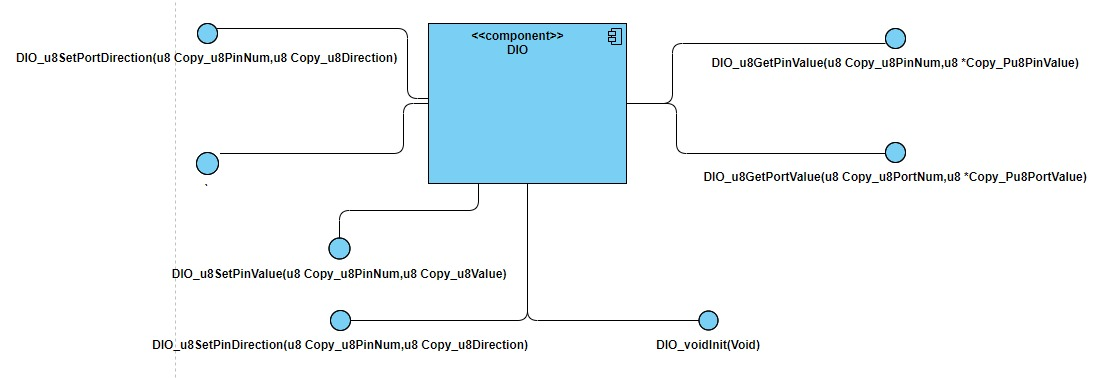 <<component>>
DIO
DIO_u8SetPortDirection(u8 Copy_u8PinNum,u8 Copy_u8Direction)
DIO_u8GetPinValue(u8 Copy_u8PinNum,u8 *Copy_Pu8PinValue)
DIO_u8GetPortValue(u8 Copy_u8PortNum,u8 *Copy_Pu8PortValue)
`
DIO_u8SetPinValue(u8 Copy_u8PinNum,u8 Copy_u8Value)
DIO_u8SetPinDirection(u8 Copy_u8PinNum,u8 Copy_u8Direction)
DIO_voidInit(Void)